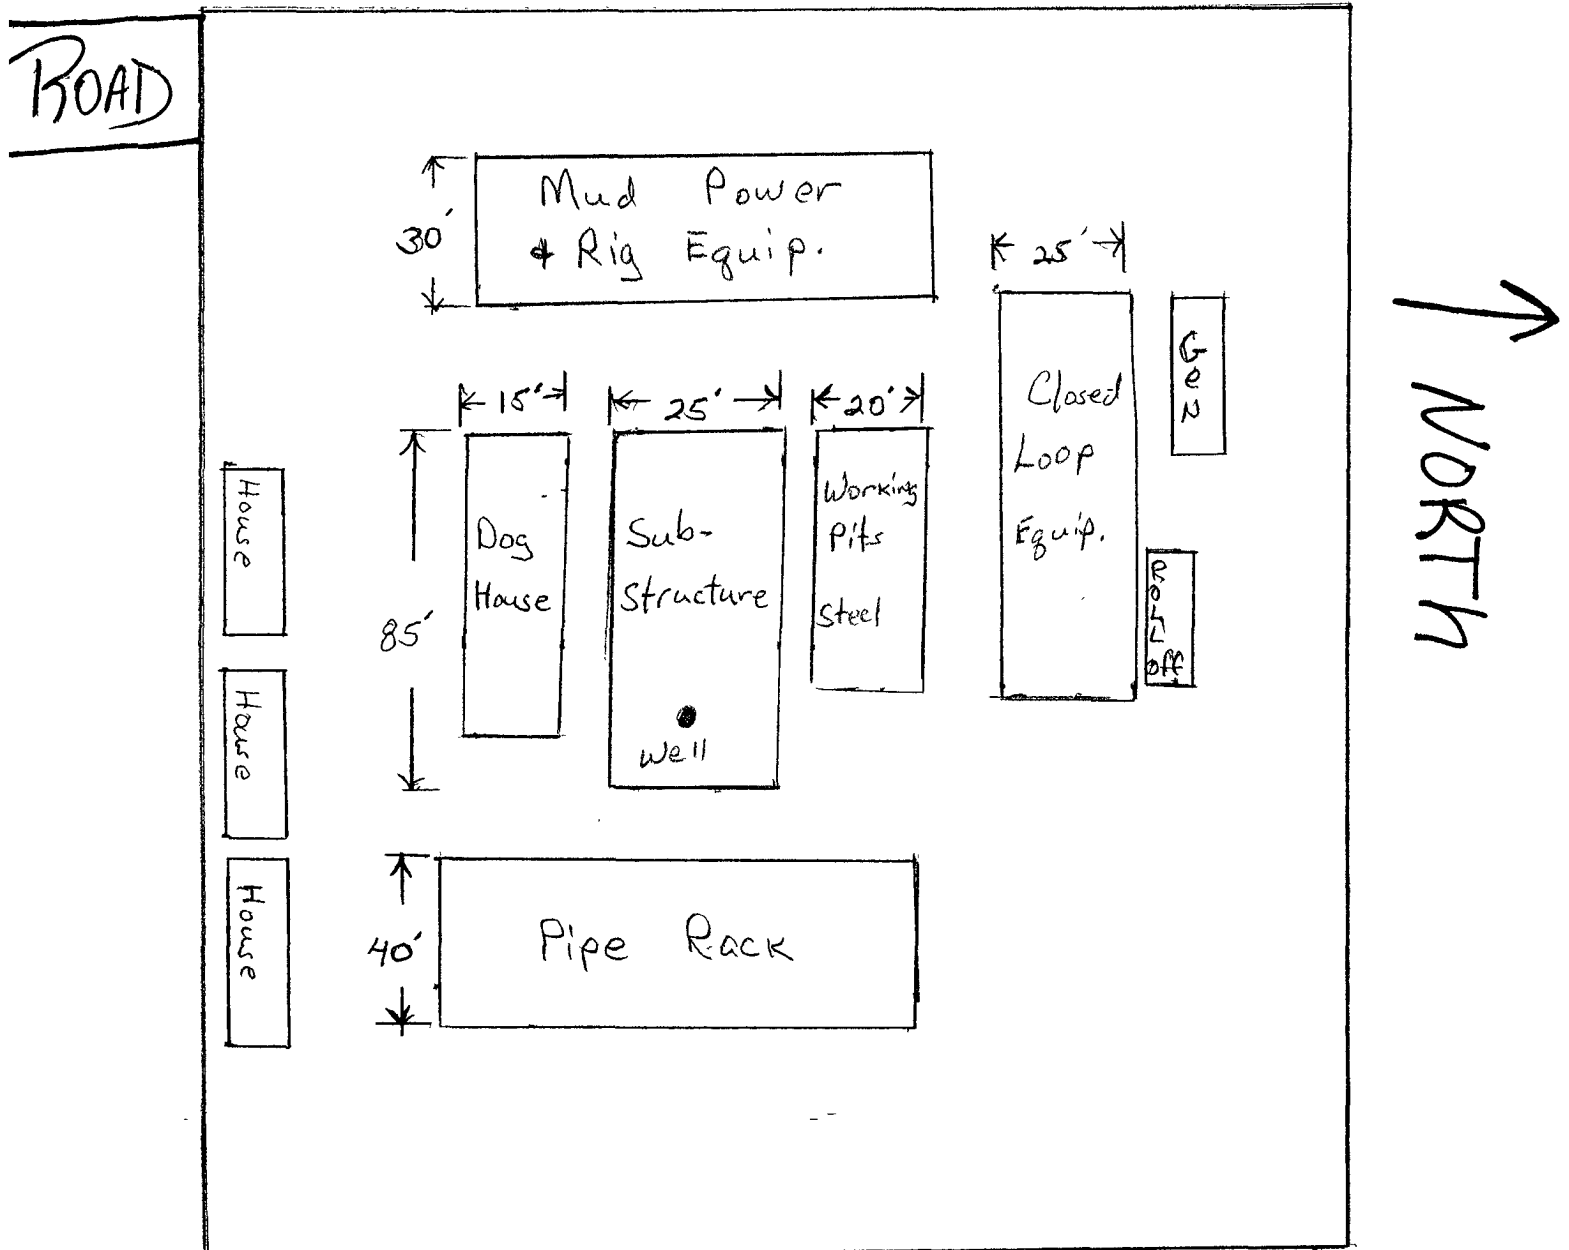 ROAD
Mud Power
& Rig Equip.
30'
25'
Gen
NORTh
15'
25'
20'
Closed
Loop
Equip.
House
Dog
House
Sub-
Structure
Working
Pits
Steel
85'
Roll
off
House
Well
House
40'
Pipe Rack